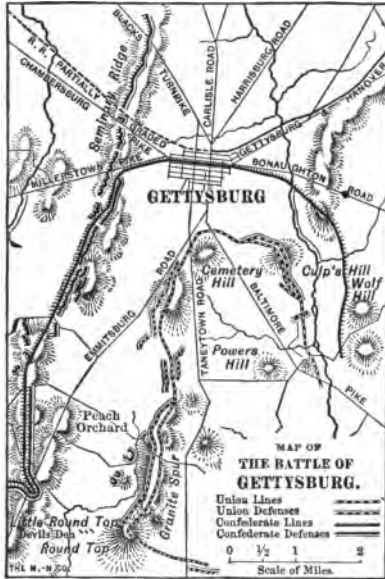 BLACKS
TURNPIKE
CARLISLE ROAD
HARRISBURG ROAD
HANOVER
R.R. PARTIALLY GRADED
CHAMBERSBURG PIKE
Seminary Ridge
GETTYSBURG
MILLERSTOWN PIKE
BONAUGHTON ROAD
GETTYSBURG
EMMITSBURG ROAD
Cemetery Hill
Culp's Hill
Wolf Hill
TANEYTOWN ROAD
BALTIMORE PIKE
Powers Hill
Peach Orchard
Granite Spur
Little Round Top
Devils Den
Round Top
MAP OF
THE BATTLE OF
GETTYSBURG.
Union Lines
Union Defenses
Confederate Lines
Confederate Defenses
0 1/2 1 2
Scale of Miles.
THE M.-N. CO.